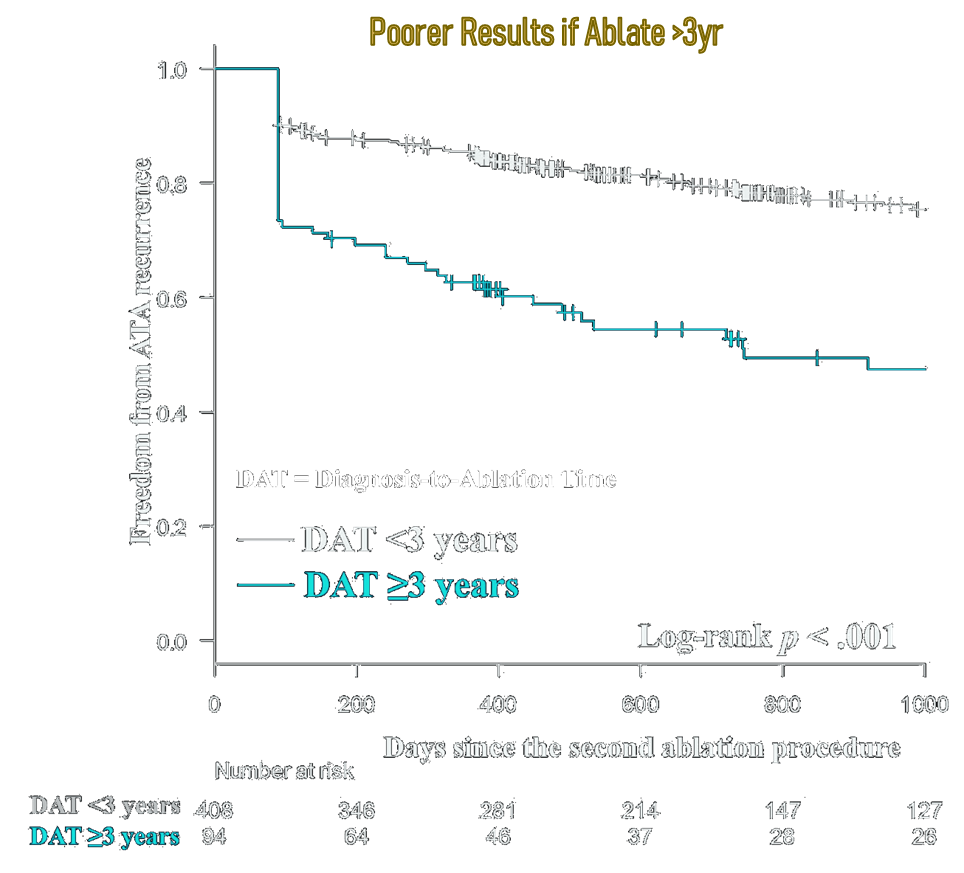 Poorer Results if Ablate >3yr
Freedom from ATA recurrence
1.0
0.8
0.6
0.4
0.2
0.0
DAT = Diagnosis-to-Ablation Time
DAT <3 years
DAT ≥3 years
Log-rank p < .001
0 200 400 600 800 1000
Days since the second ablation procedure
Number at risk
DAT <3 years 408 346 281 214 147 127
DAT ≥3 years 94 64 46 37 28 26